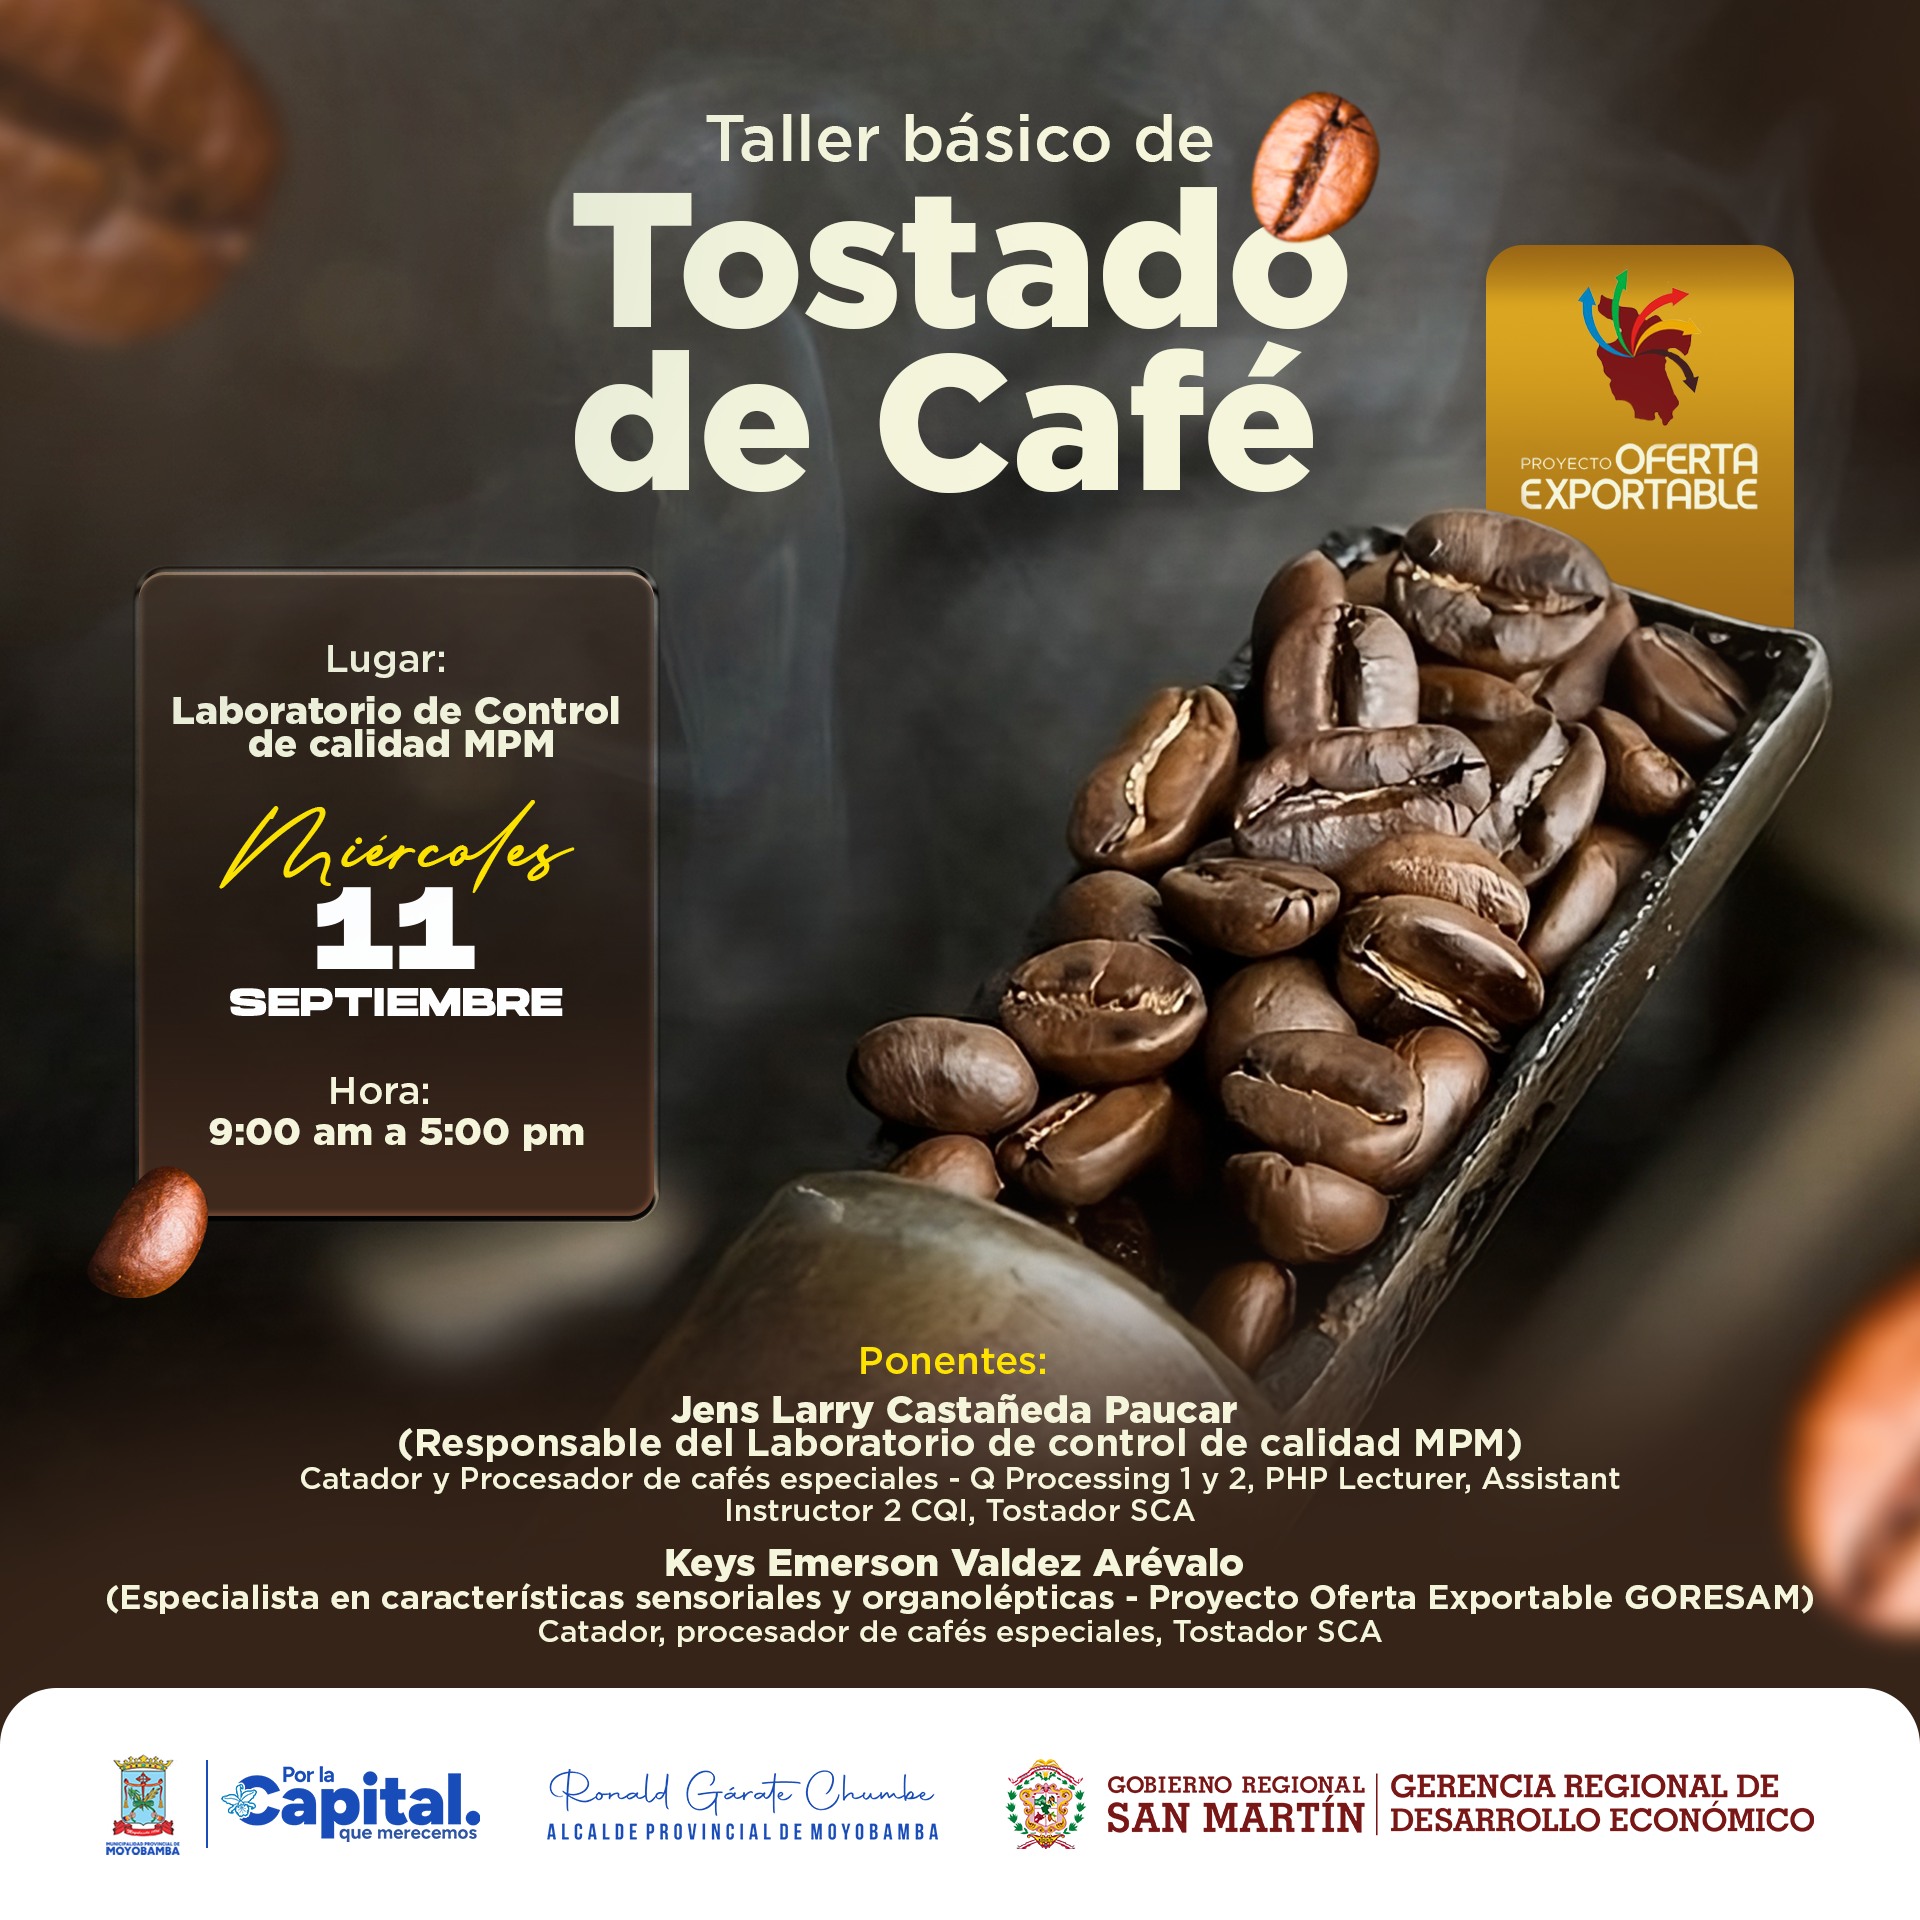 Taller básico de
Tostado
de Café
PROYECTO OFERTA
EXPORTABLE
Lugar:
Laboratorio de Control
de calidad MPM
Miércoles
11
SEPTIEMBRE
Hora:
9:00 am a 5:00 pm
Ponentes:
Jens Larry Castañeda Paucar
(Responsable del Laboratorio de control de calidad MPM)
Catador y Procesador de cafés especiales - Q Processing 1 y 2, PHP Lecturer, Assistant
Instructor 2 CQI, Tostador SCA
Keys Emerson Valdez Arévalo
(Especialista en características sensoriales y organolépticas - Proyecto Oferta Exportable GORESAM)
Catador, procesador de cafés especiales, Tostador SCA
MUNICIPALIDAD PROVINCIAL DE
MOYOBAMBA
Por la
Capital.
que merecemos
Ronald Gárate Chumbe
ALCALDE PROVINCIAL DE MOYOBAMBA
GOBIERNO REGIONAL
SAN MARTÍN
GERENCIA REGIONAL DE
DESARROLLO ECONÓMICO